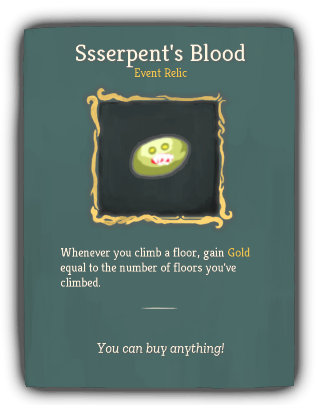 Ssserpent's Blood
Event Relic
Whenever you climb a floor, gain Gold
equal to the number of floors you've
climbed.
You can buy anything!